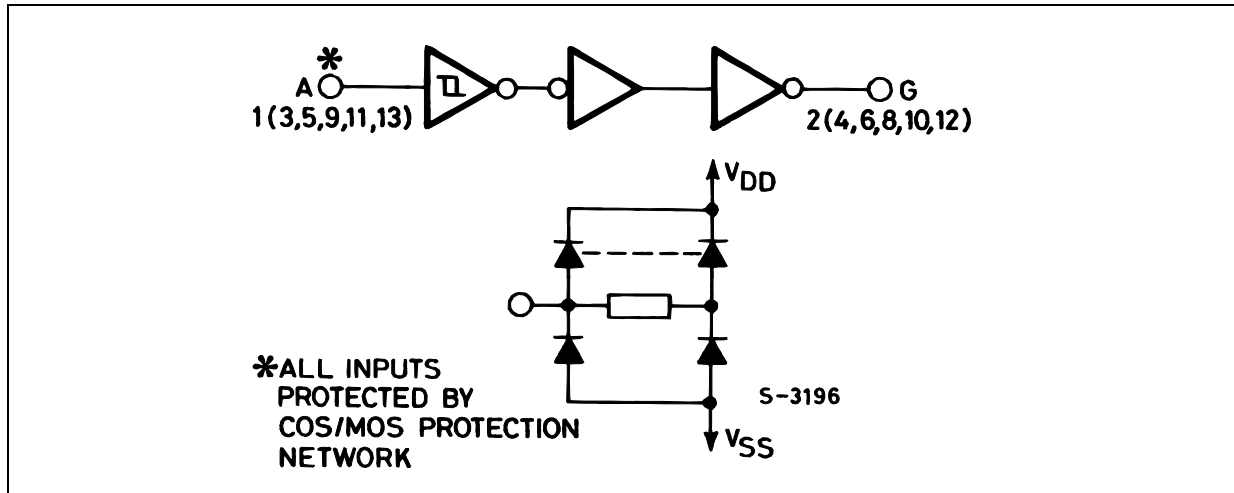 *
A
G
1(3,5,9,11,13)
2(4,6,8,10,12)
VDD
*ALL INPUTS
PROTECTED BY
COS/MOS PROTECTION
NETWORK
S-3196
VSS